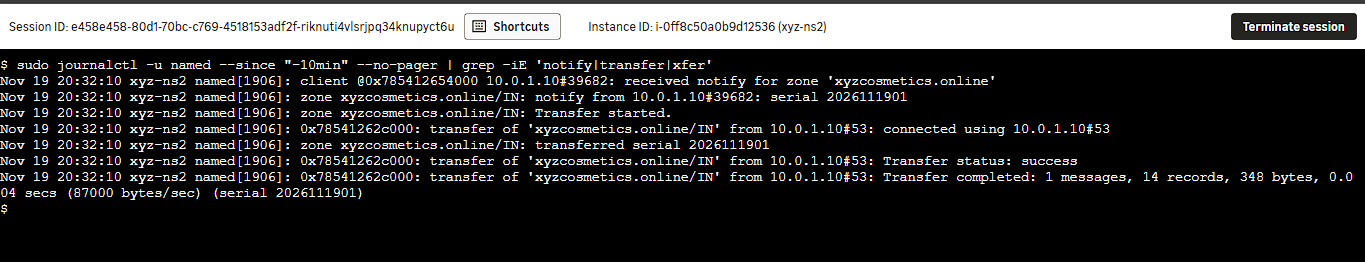 Session ID: e458e458-80d1-70bc-c769-4518153adf2f-riknuti4vlsrjpq34knupyct6u Shortcuts Instance ID: i-0ff8c50a0b9d12536 (xyz-ns2) Terminate session
$ sudo journalctl -u named --since "-10min" --no-pager | grep -iE 'notify|transfer|xfer'
Nov 19 20:32:10 xyz-ns2 named[1906]: client @0x785412654000 10.0.1.10#39682: received notify for zone 'xyzcosmetics.online'
Nov 19 20:32:10 xyz-ns2 named[1906]: zone xyzcosmetics.online/IN: notify from 10.0.1.10#39682: serial 2026111901
Nov 19 20:32:10 xyz-ns2 named[1906]: zone xyzcosmetics.online/IN: Transfer started.
Nov 19 20:32:10 xyz-ns2 named[1906]: 0x78541262c000: transfer of 'xyzcosmetics.online/IN' from 10.0.1.10#53: connected using 10.0.1.10#53
Nov 19 20:32:10 xyz-ns2 named[1906]: zone xyzcosmetics.online/IN: transferred serial 2026111901
Nov 19 20:32:10 xyz-ns2 named[1906]: 0x78541262c000: transfer of 'xyzcosmetics.online/IN' from 10.0.1.10#53: Transfer status: success
Nov 19 20:32:10 xyz-ns2 named[1906]: 0x78541262c000: transfer of 'xyzcosmetics.online/IN' from 10.0.1.10#53: Transfer completed: 1 messages, 14 records, 348 bytes, 0.0
04 secs (87000 bytes/sec) (serial 2026111901)
$